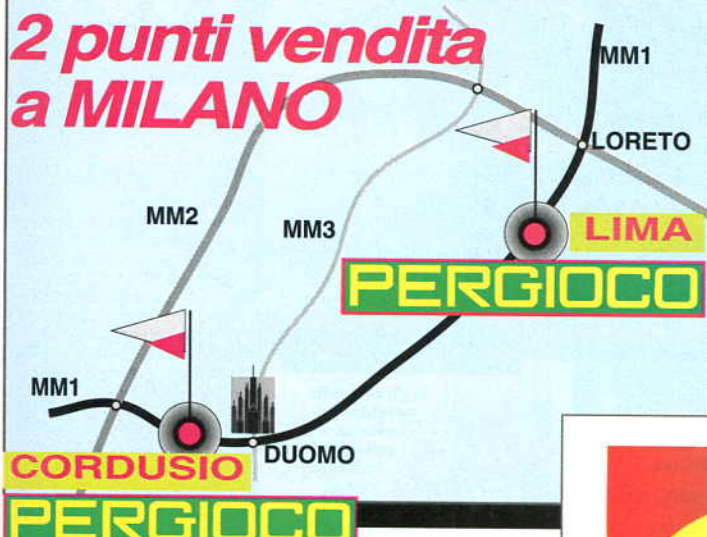 2 punti vendita
a MILANO
MM1
LORETO
MM2
MM3
LIMA
PERGIOCO
MM1
DUOMO
CORDUSIO
PERGIOCO